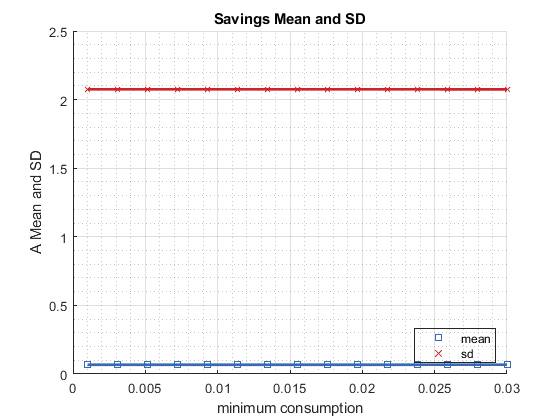 Savings Mean and SD
2.5
2
1.5
1
0.5
0
A Mean and SD
mean
sd
0 0.005 0.01 0.015 0.02 0.025 0.03
minimum consumption